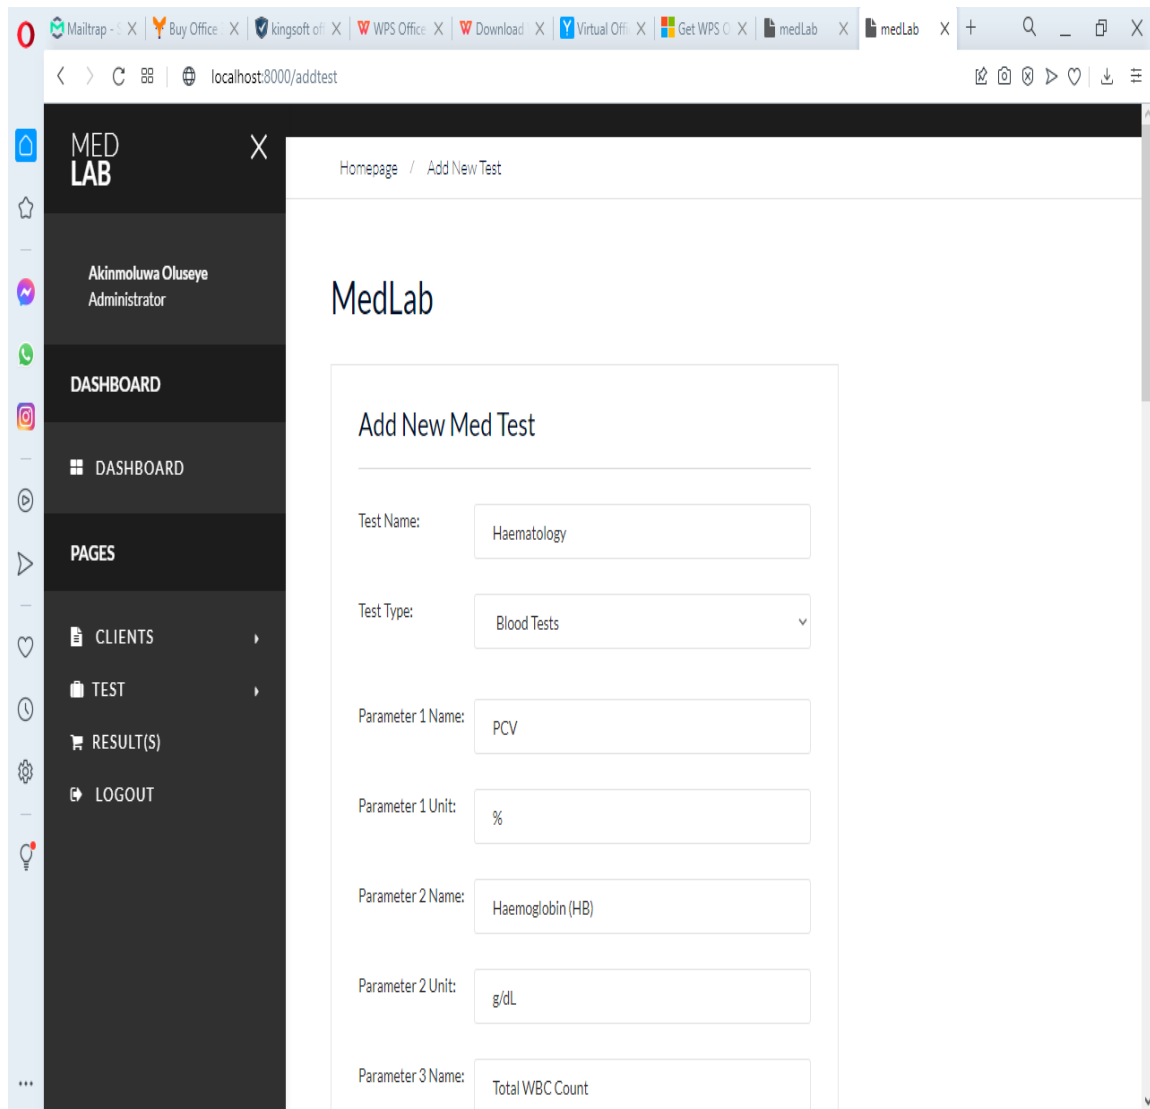 Mailtrap - S
Buy Office
kingsoft off
WPS Office
Download
Virtual Offi
Get WPS O
medLab
medLab
localhost:8000/addtest
MED
LAB
Homepage / Add New Test
Akinmoluwa Oluseye
Administrator
MedLab
DASHBOARD
Add New Med Test
DASHBOARD
Test Name:
Haematology
PAGES
Test Type:
Blood Tests
CLIENTS
TEST
Parameter 1 Name:
PCV
RESULT(S)
LOGOUT
Parameter 1 Unit:
%
Parameter 2 Name:
Haemoglobin (HB)
Parameter 2 Unit:
g/dL
Parameter 3 Name:
Total WBC Count